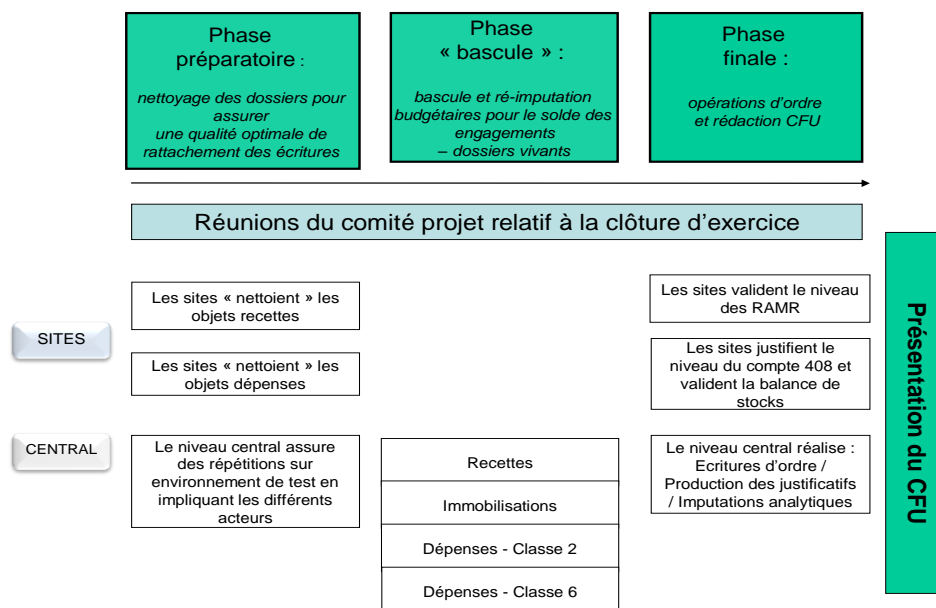 Phase
préparatoire :
nettoyage des dossiers pour
assurer
une qualité optimale de
rattachement des écritures
Phase
« bascule » :
bascule et ré-imputation
budgétaires pour le solde des
engagements
– dossiers vivants
Phase
finale :
opérations d’ordre
et rédaction CFU
Réunions du comité projet relatif à la clôture d’exercice
SITES
Les sites « nettoient » les
objets recettes
Les sites « nettoient » les
objets dépenses
Les sites valident le niveau
des RAMR
Les sites justifient le
niveau du compte 408 et
valident la balance de
stocks
CENTRAL
Le niveau central assure
des répétitions sur
environnement de test en
impliquant les différents
acteurs
Recettes
Immobilisations
Dépenses - Classe 2
Dépenses - Classe 6
Le niveau central réalise :
Ecritures d’ordre /
Production des justificatifs
/ Imputations analytiques
Présentation du CFU